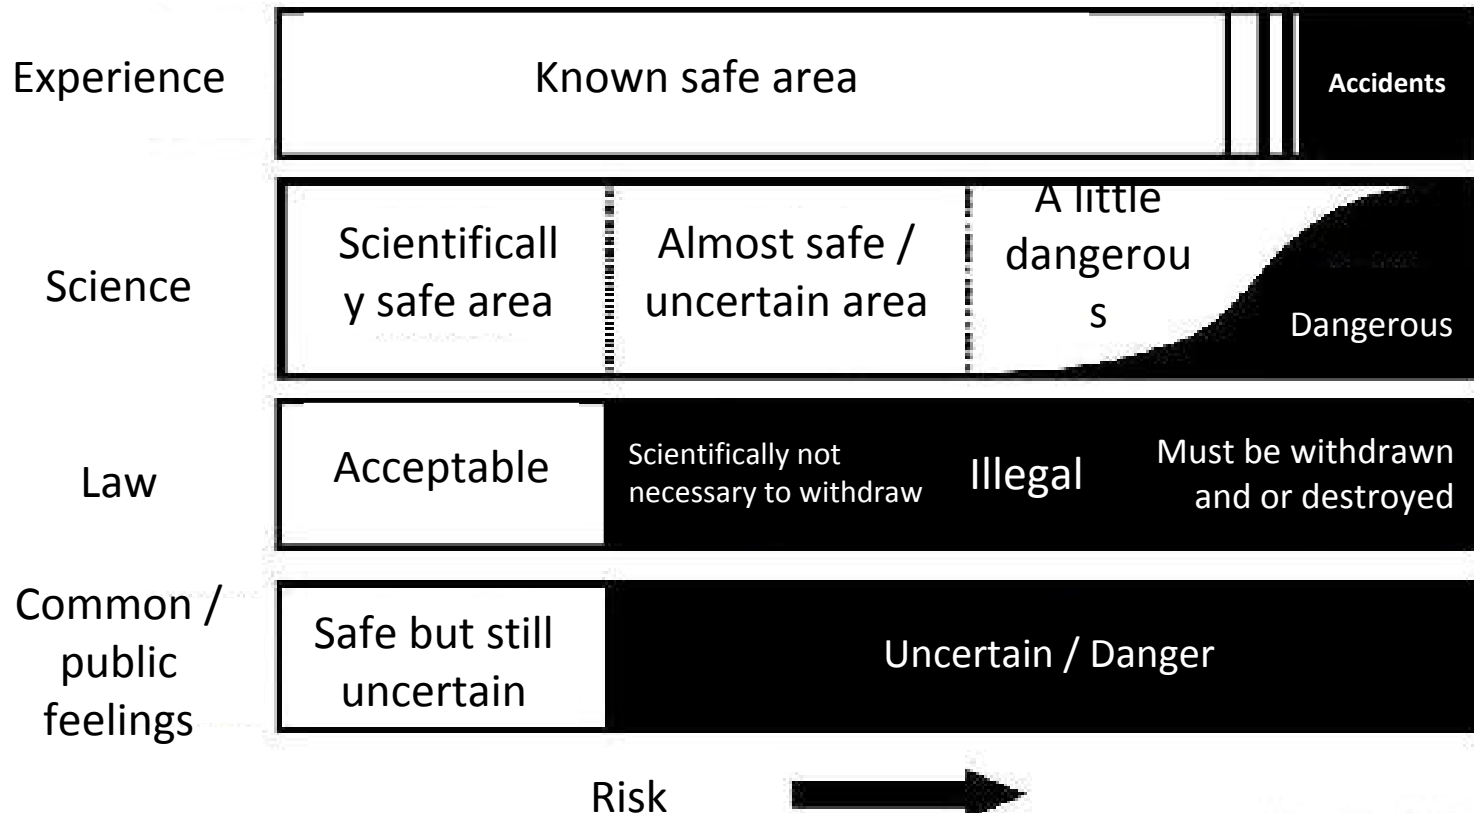 Experience
Known safe area
Accidents
Science
Scientificall
y safe area
Almost safe /
uncertain area
A little
dangerou
s
Dangerous
Law
Acceptable
Scientifically not
necessary to withdraw
Illegal
Must be withdrawn
and or destroyed
Common /
public
feelings
Safe but still
uncertain
Uncertain / Danger
Risk